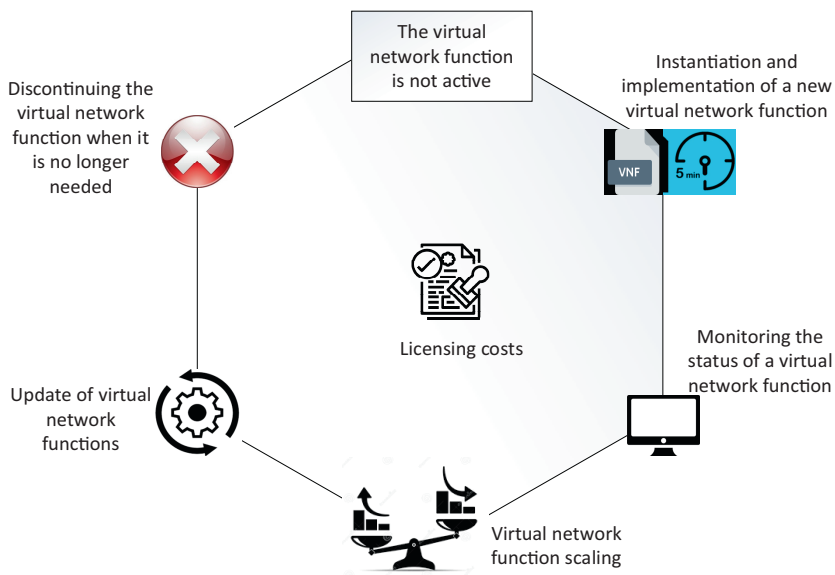 The virtual
network function
is not active
Instantiation and
implementation of a new
virtual network function
VNF
5 min
Discontinuing the
virtual network
function when it
is no longer
needed
Licensing costs
Monitoring the
status of a virtual
network function
Update of virtual
network
functions
Virtual network
function scaling